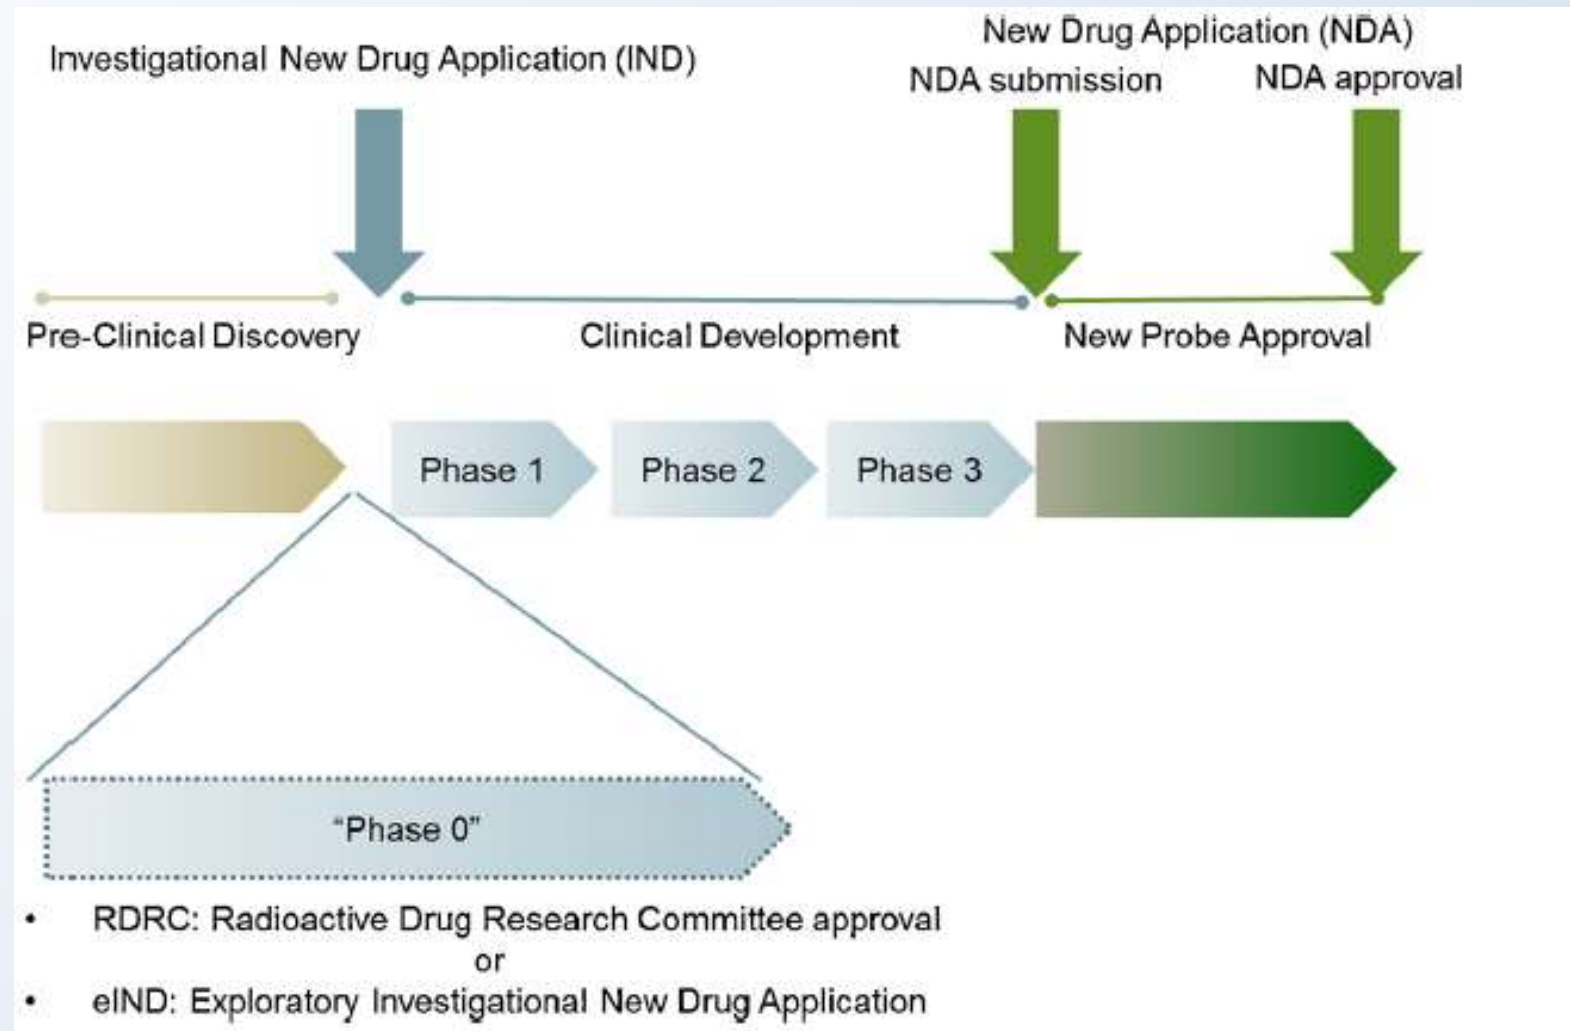 Investigational New Drug Application (IND)
New Drug Application (NDA)
NDA submission
NDA approval
Pre-Clinical Discovery
Clinical Development
New Probe Approval
Phase 1
Phase 2
Phase 3
“Phase 0”
• RDRC: Radioactive Drug Research Committee approval
or
• eIND: Exploratory Investigational New Drug Application